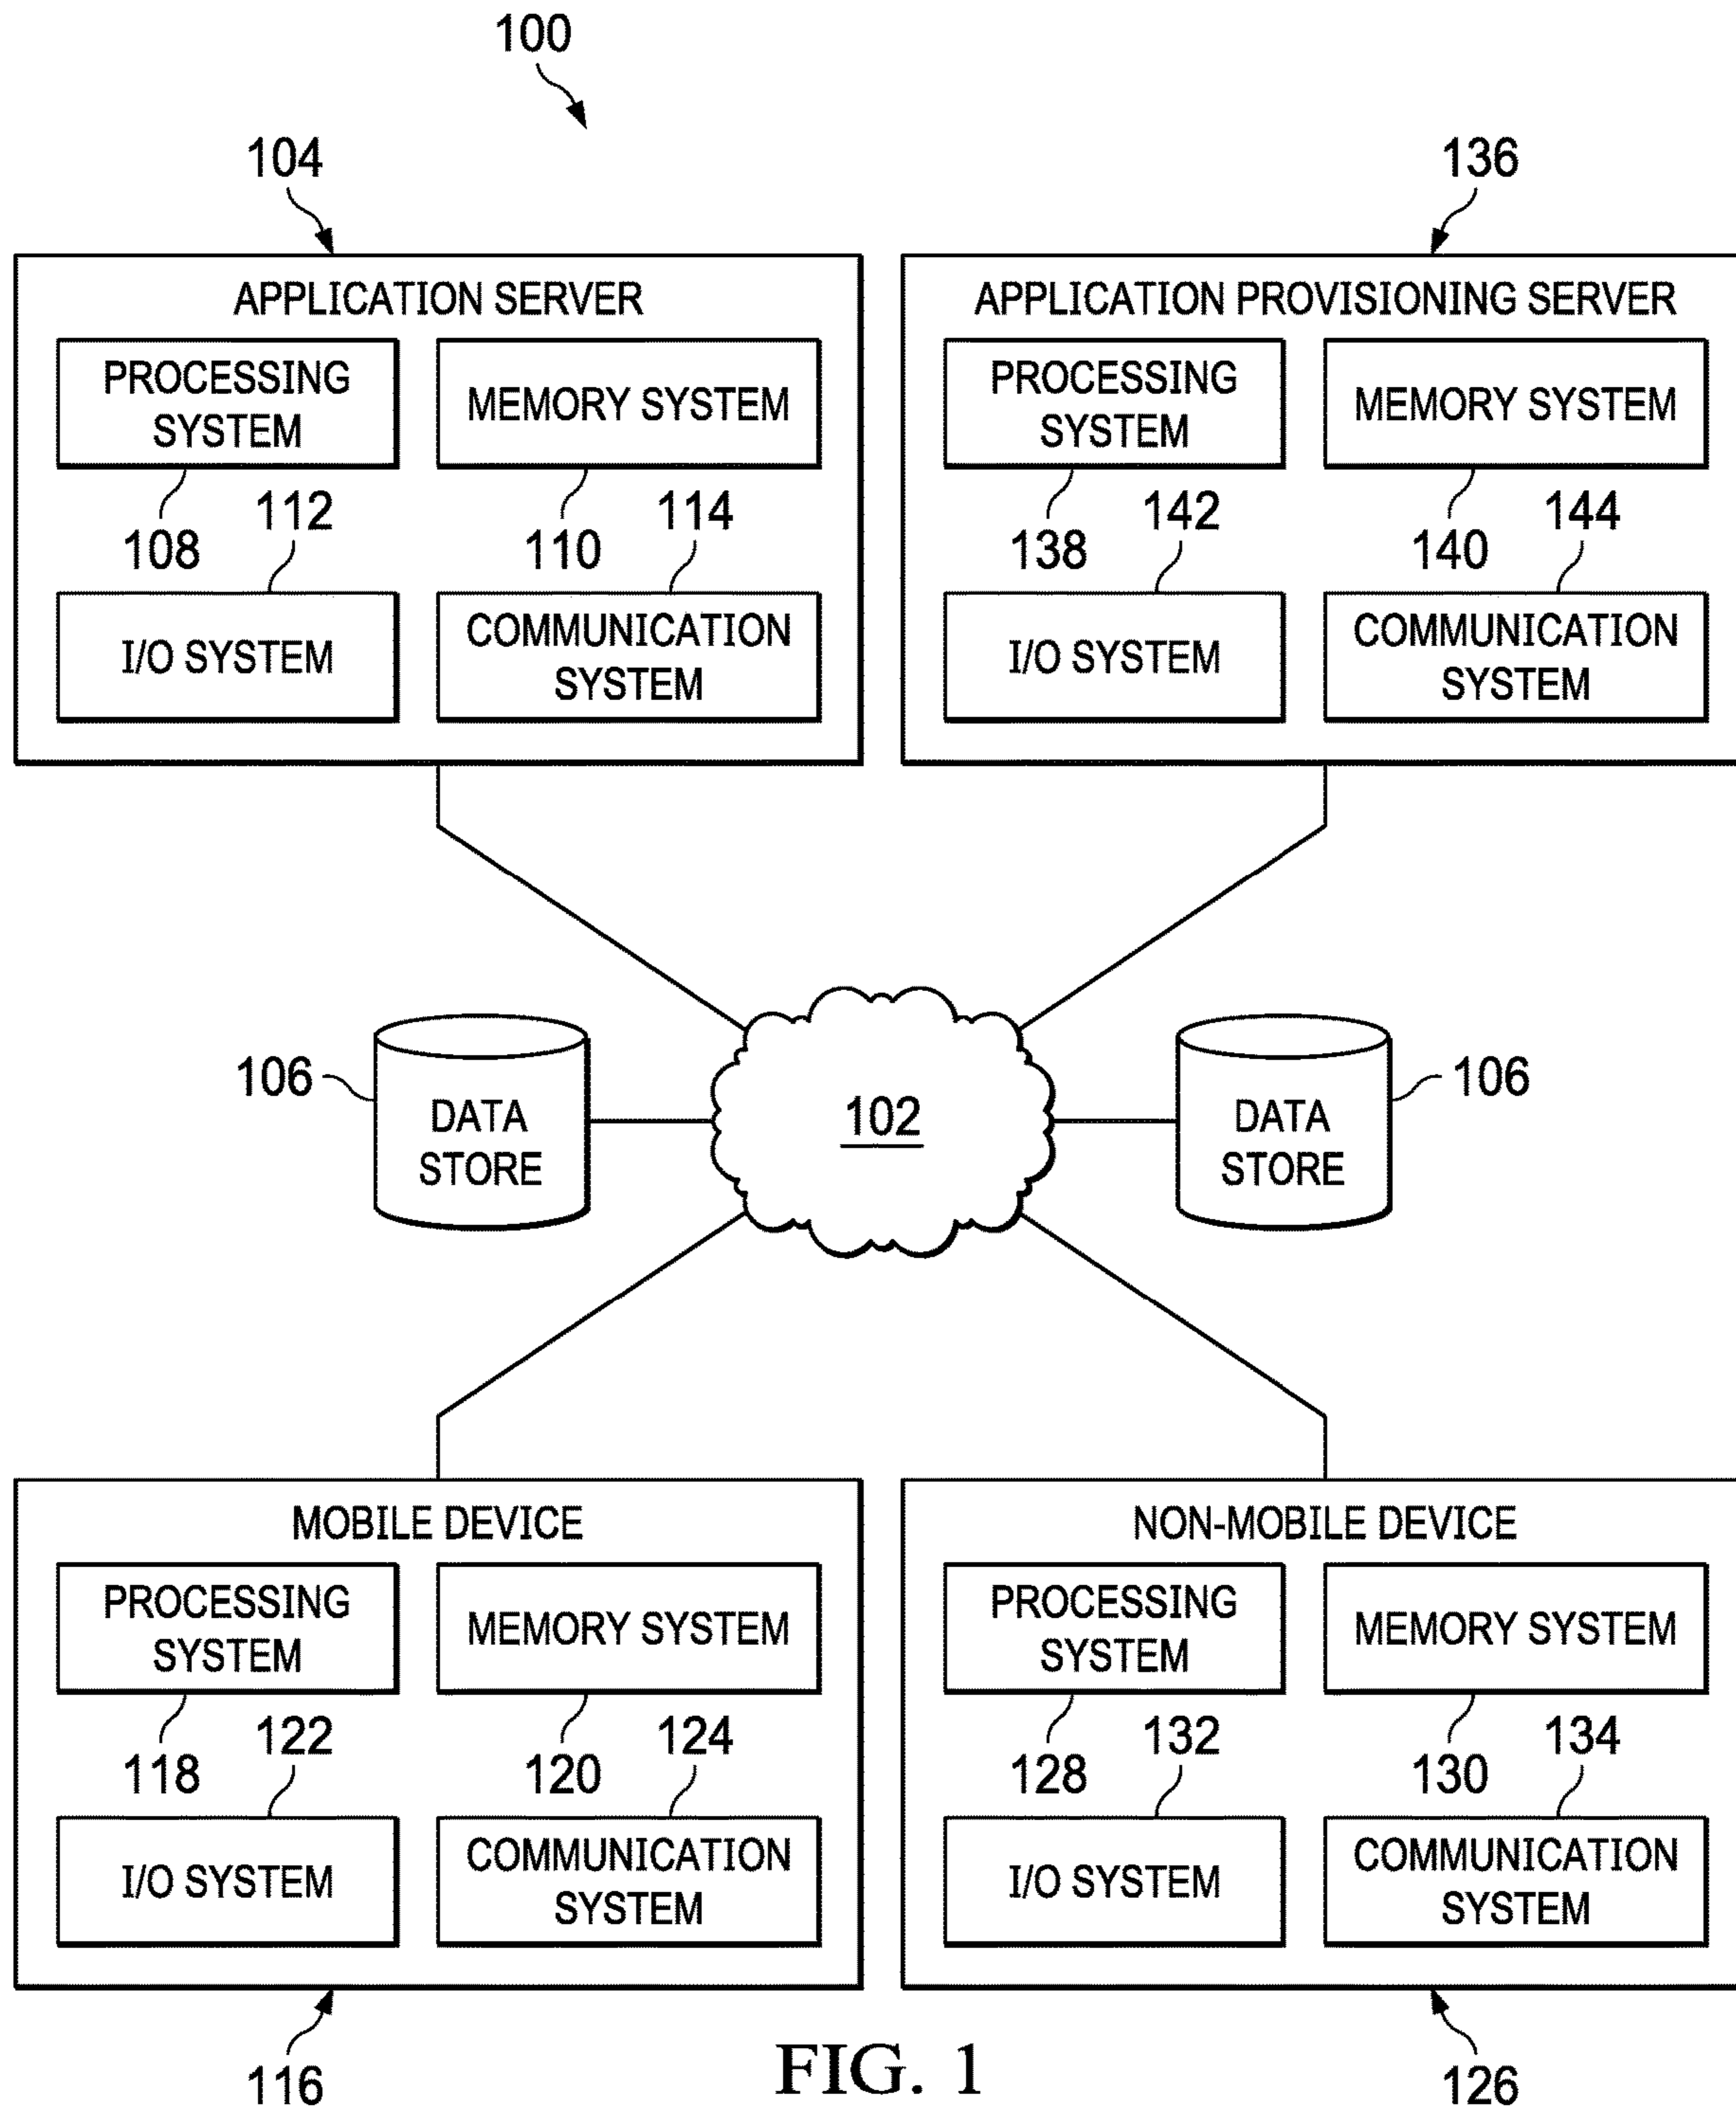 100
104
136
APPLICATION SERVER
PROCESSING
SYSTEM
MEMORY SYSTEM
112
114
108
110
I/O SYSTEM
COMMUNICATION
SYSTEM
APPLICATION PROVISIONING SERVER
PROCESSING
SYSTEM
MEMORY SYSTEM
142
144
138
140
I/O SYSTEM
COMMUNICATION
SYSTEM
106
DATA
STORE
102
DATA
STORE
106
MOBILE DEVICE
PROCESSING
SYSTEM
MEMORY SYSTEM
122
124
118
120
I/O SYSTEM
COMMUNICATION
SYSTEM
NON-MOBILE DEVICE
PROCESSING
SYSTEM
MEMORY SYSTEM
132
134
128
130
I/O SYSTEM
COMMUNICATION
SYSTEM
116
126
FIG. 1